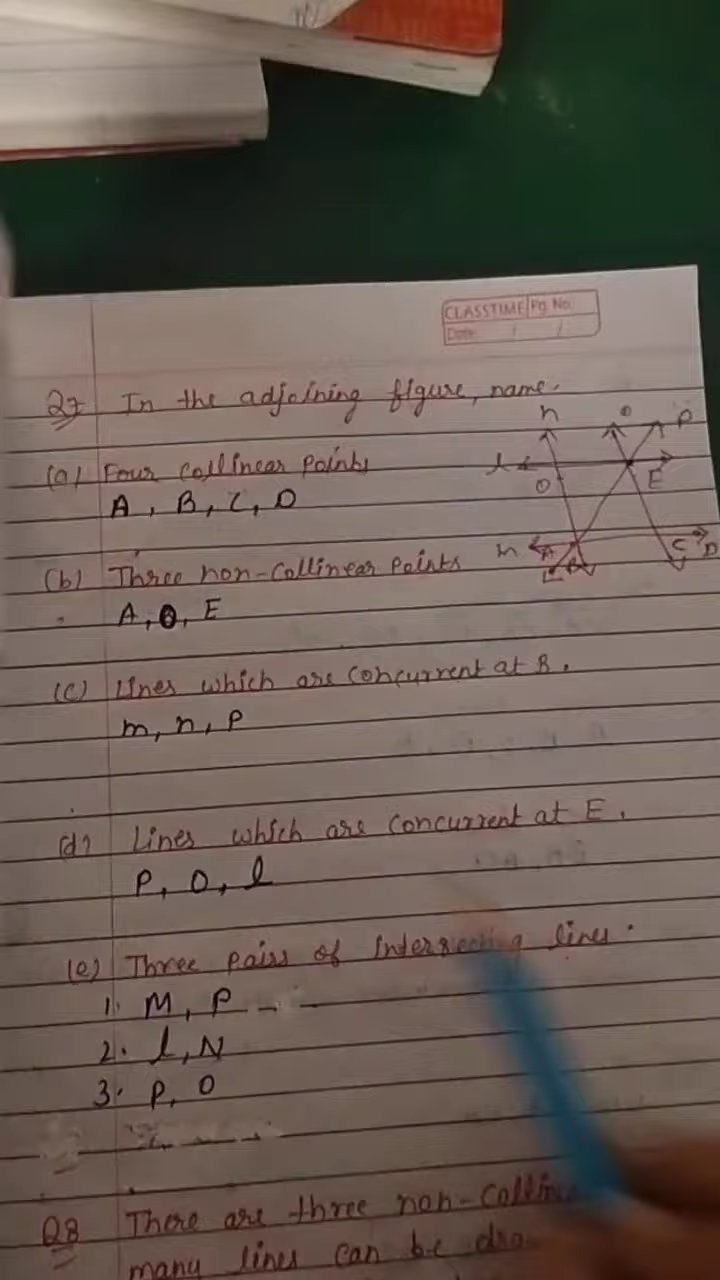 CLASSTIME Pg. No.
Date / /
Q7 In the adjoining figure, name.
(a) Four collinear points
A, B, C, D
(b) Three non-collinear points
A, O, E
(c) Lines which are concurrent at B.
m, n, P
(d) Lines which are concurrent at E.
P, O, l
(e) Three pairs of intersecting lines.
1. M, P
2. l, N
3. P, O
Q8 There are three non-
many lines can be
n o P
l O E
m A B C D